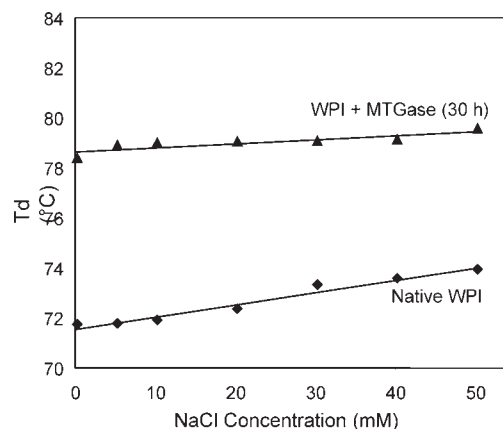 84
82
80
78
76
74
72
70
Td
(°C)
WPI + MTGase (30 h)
Native WPI
0 10 20 30 40 50
NaCl Concentration (mM)